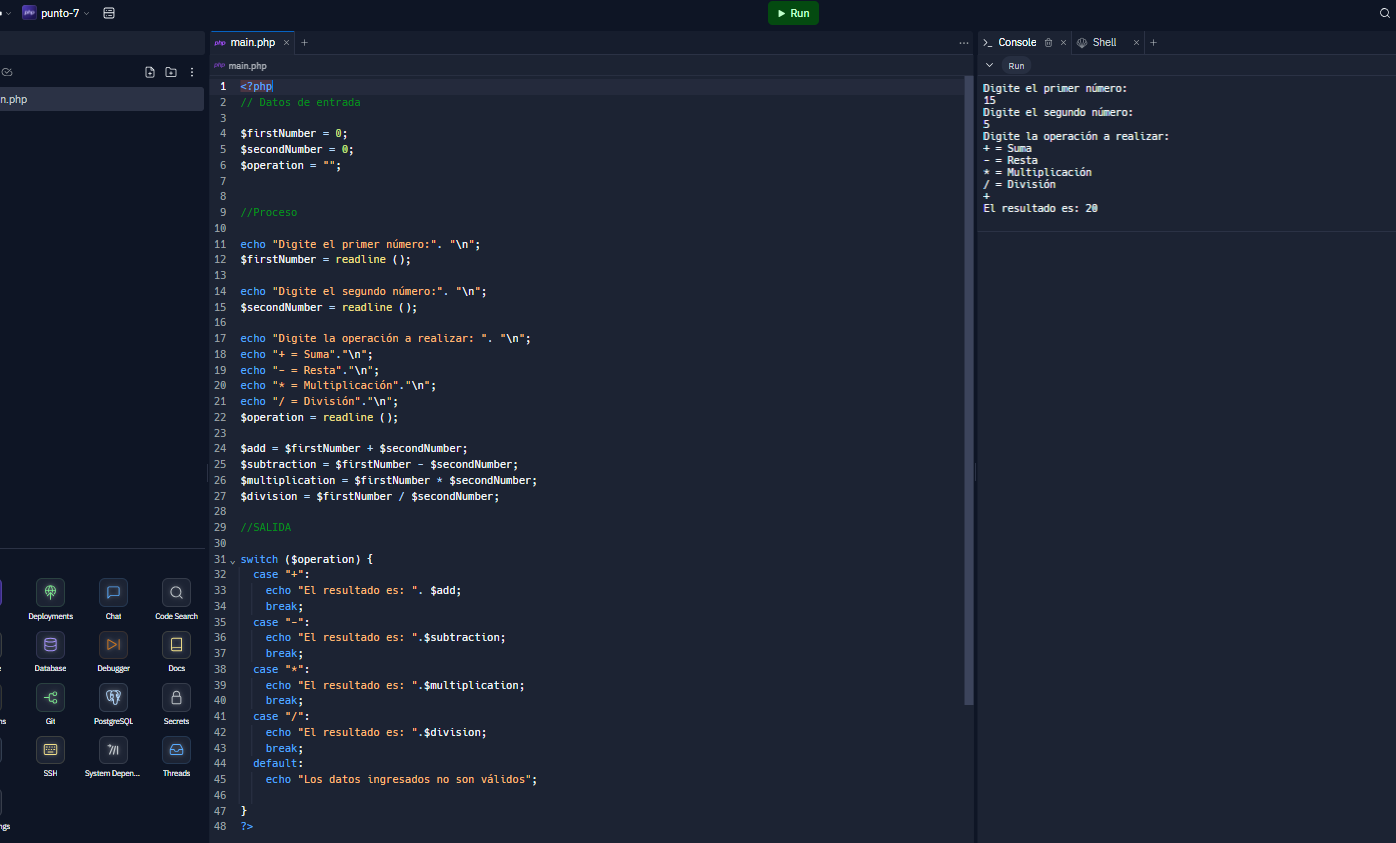 punto-7
Run
main.php
Console
Shell
main.php
Run
n.php
1 <?php
2 // Datos de entrada
3
4 $firstNumber = 0;
5 $secondNumber = 0;
6 $operation = "";
7
8
9 //Proceso
10
11 echo "Digite el primer número:". "\n";
12 $firstNumber = readline ();
13
14 echo "Digite el segundo número:". "\n";
15 $secondNumber = readline ();
16
17 echo "Digite la operación a realizar: ". "\n";
18 echo "+ = Suma"."\n";
19 echo "- = Resta"."\n";
20 echo "* = Multiplicación"."\n";
21 echo "/ = División"."\n";
22 $operation = readline ();
23
24 $add = $firstNumber + $secondNumber;
25 $subtraction = $firstNumber - $secondNumber;
26 $multiplication = $firstNumber * $secondNumber;
27 $division = $firstNumber / $secondNumber;
28
29 //SALIDA
30
31 switch ($operation) {
32 case "+":
33 echo "El resultado es: ". $add;
34 break;
35 case "-":
36 echo "El resultado es: ".$subtraction;
37 break;
38 case "*":
39 echo "El resultado es: ".$multiplication;
40 break;
41 case "/":
42 echo "El resultado es: ".$division;
43 break;
44 default:
45 echo "Los datos ingresados no son válidos";
46
47 }
48 ?>
Digite el primer número:
15
Digite el segundo número:
5
Digite la operación a realizar:
+ = Suma
- = Resta
* = Multiplicación
/ = División
+
El resultado es: 20
Deployments
Chat
Code Search
Database
Debugger
Docs
Git
PostgreSQL
Secrets
SSH
System Depen...
Threads